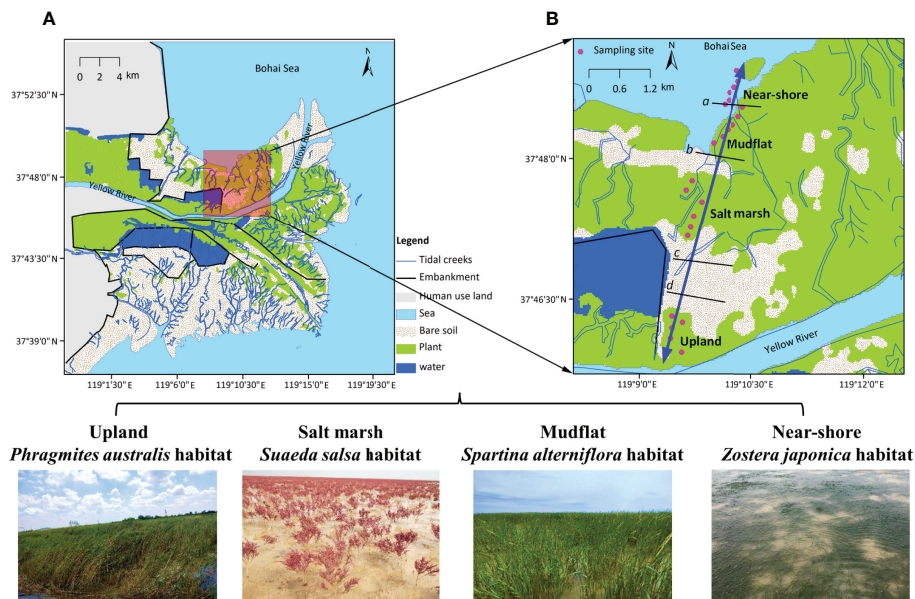 A
0 2 4 km
N
Bohai Sea
37°52'30"N
37°48'0"N
37°43'30"N
37°39'0"N
Yellow River
Yellow River
Legend
Tidal creeks
Embankment
Human use land
Sea
Bare soil
Plant
water
119°1'30"E
119°6'0"E
119°10'30"E
119°15'0"E
119°19'30"E
B
Sampling site
N
Bohai Sea
0 0.6 1.2 km
a
Near-shore
Mudflat
b
37°48'0"N
Salt marsh
c
d
37°46'30"N
Upland
Yellow River
119°9'0"E
119°10'30"E
119°12'0"E
Upland
Phragmites australis habitat
Salt marsh
Suaeda salsa habitat
Mudflat
Spartina alterniflora habitat
Near-shore
Zostera japonica habitat